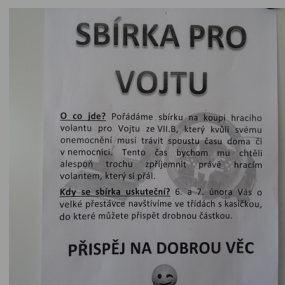 SBÍRKA PRO
VOJTU
O co jde? Pořádáme sbírku na koupi hracího
volantu pro Vojtu ze VII.B, který kvůli svému
onemocnění musí trávit spoustu času doma či
v nemocnici. Tento čas bychom mu chtěli
alespoň trochu zpříjemnit právě hracím
volantem, který si přál.
Kdy se sbírka uskuteční? 6. a 7. února Vás o
velké přestávce navštívíme ve třídách s kasičkou,
do které můžete přispět drobnou částkou.
PŘISPĚJ NA DOBROU VĚC